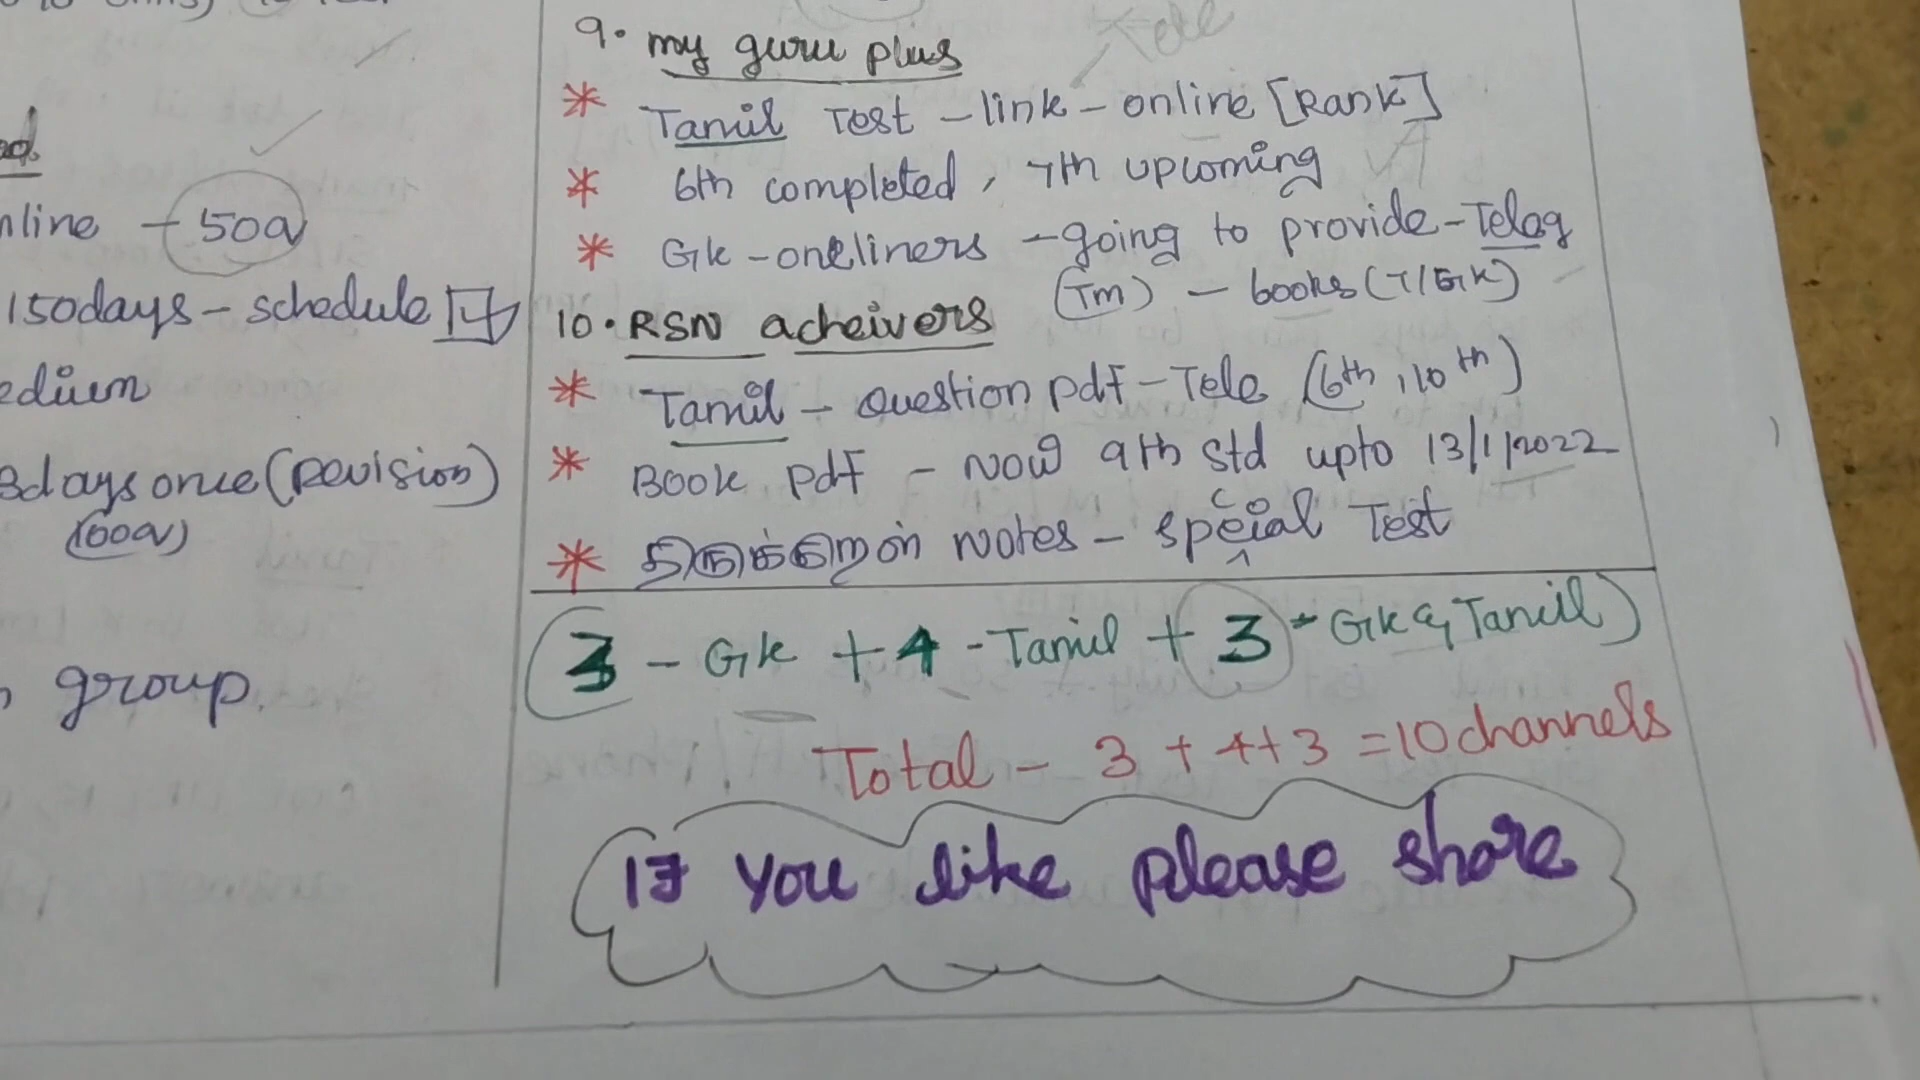 nline - 50Q
150days - schedule
edium
3days once (Revision)
(100Q)
group
9. my guru plus
* Tamil Test - link - online [Rank]
* 6th completed, 7th upcoming
* Gk - oneliners - going to provide - Teleg
(Tm) - books (T/GK)
10. RSN acheivers
* Tamil - Question pdf - Tele (6th, 10th)
* Book pdf - Now 9th std upto 13/1/2022
* திருக்குறள் Notes - special Test
3 - Gk + 4 - Tamil + 3 - Gk & Tamil)
Total - 3 + 4+3 = 10 channels
If you like please share